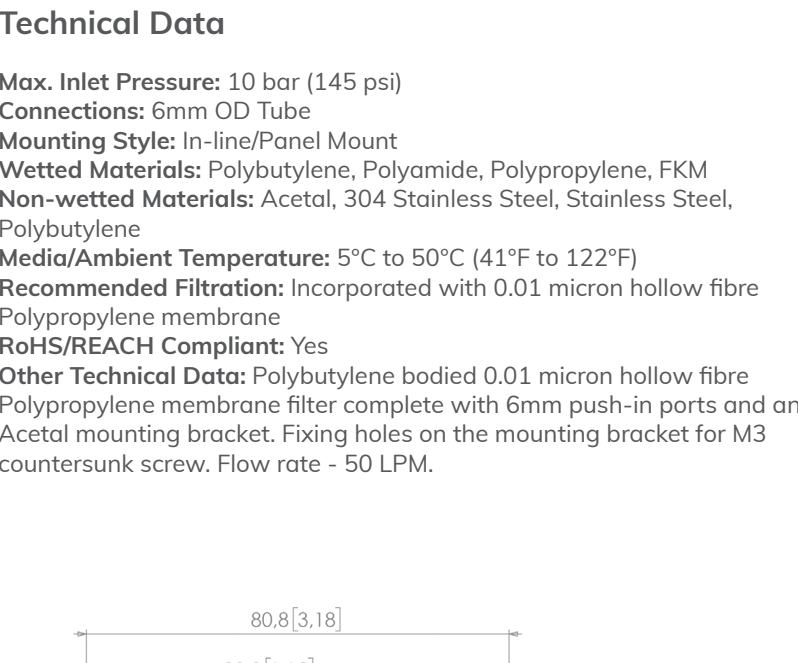 Technical Data
Max. Inlet Pressure: 10 bar (145 psi)
Connections: 6mm OD Tube
Mounting Style: In-line/Panel Mount
Wetted Materials: Polybutylene, Polyamide, Polypropylene, FKM
Non-wetted Materials: Acetal, 304 Stainless Steel, Stainless Steel,
Polybutylene
Media/Ambient Temperature: 5°C to 50°C (41°F to 122°F)
Recommended Filtration: Incorporated with 0.01 micron hollow fibre
Polypropylene membrane
RoHS/REACH Compliant: Yes
Other Technical Data: Polybutylene bodied 0.01 micron hollow fibre
Polypropylene membrane filter complete with 6mm push-in ports and an
Acetal mounting bracket. Fixing holes on the mounting bracket for M3
countersunk screw. Flow rate - 50 LPM.
80,8[3,18]